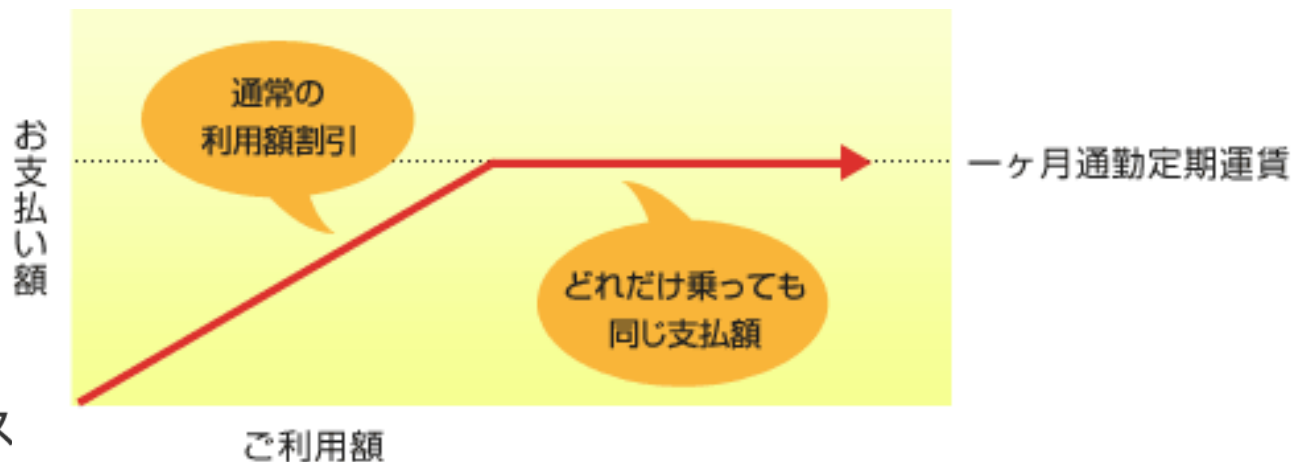 通常の
利用額割引
お支払い額
一ヶ月通勤定期運賃
どれだけ乗っても
同じ支払額
ス
ご利用額